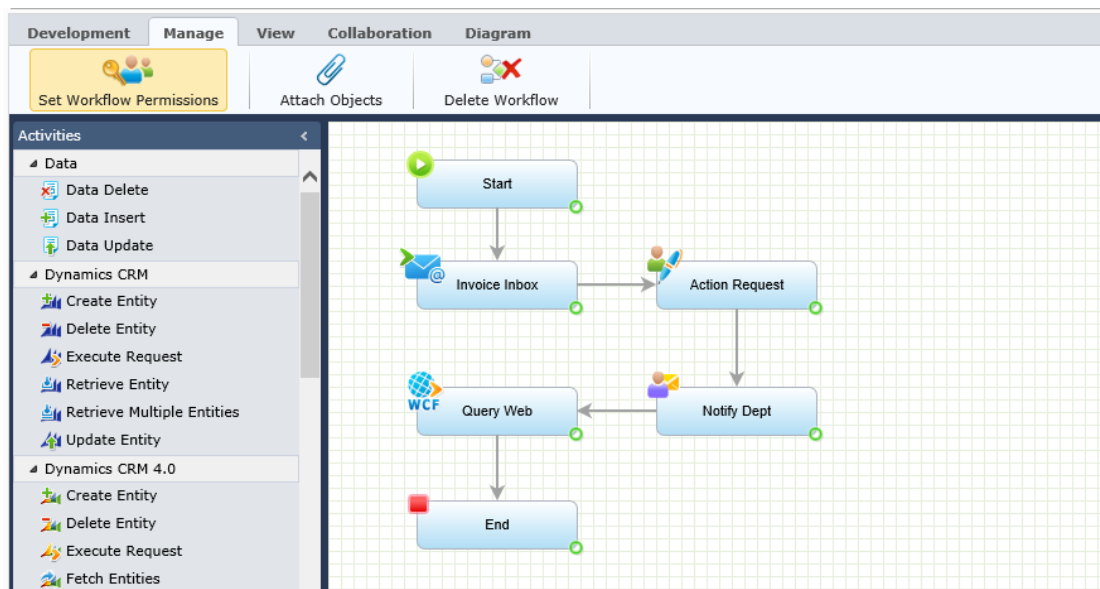 Development Manage View Collaboration Diagram
Set Workflow Permissions Attach Objects Delete Workflow
Activities
Data
Data Delete
Data Insert
Data Update
Dynamics CRM
Create Entity
Delete Entity
Execute Request
Retrieve Entity
Retrieve Multiple Entities
Update Entity
Dynamics CRM 4.0
Create Entity
Delete Entity
Execute Request
Fetch Entities
Start
@
Invoice Inbox
Action Request
WCF
Query Web
Notify Dept
End